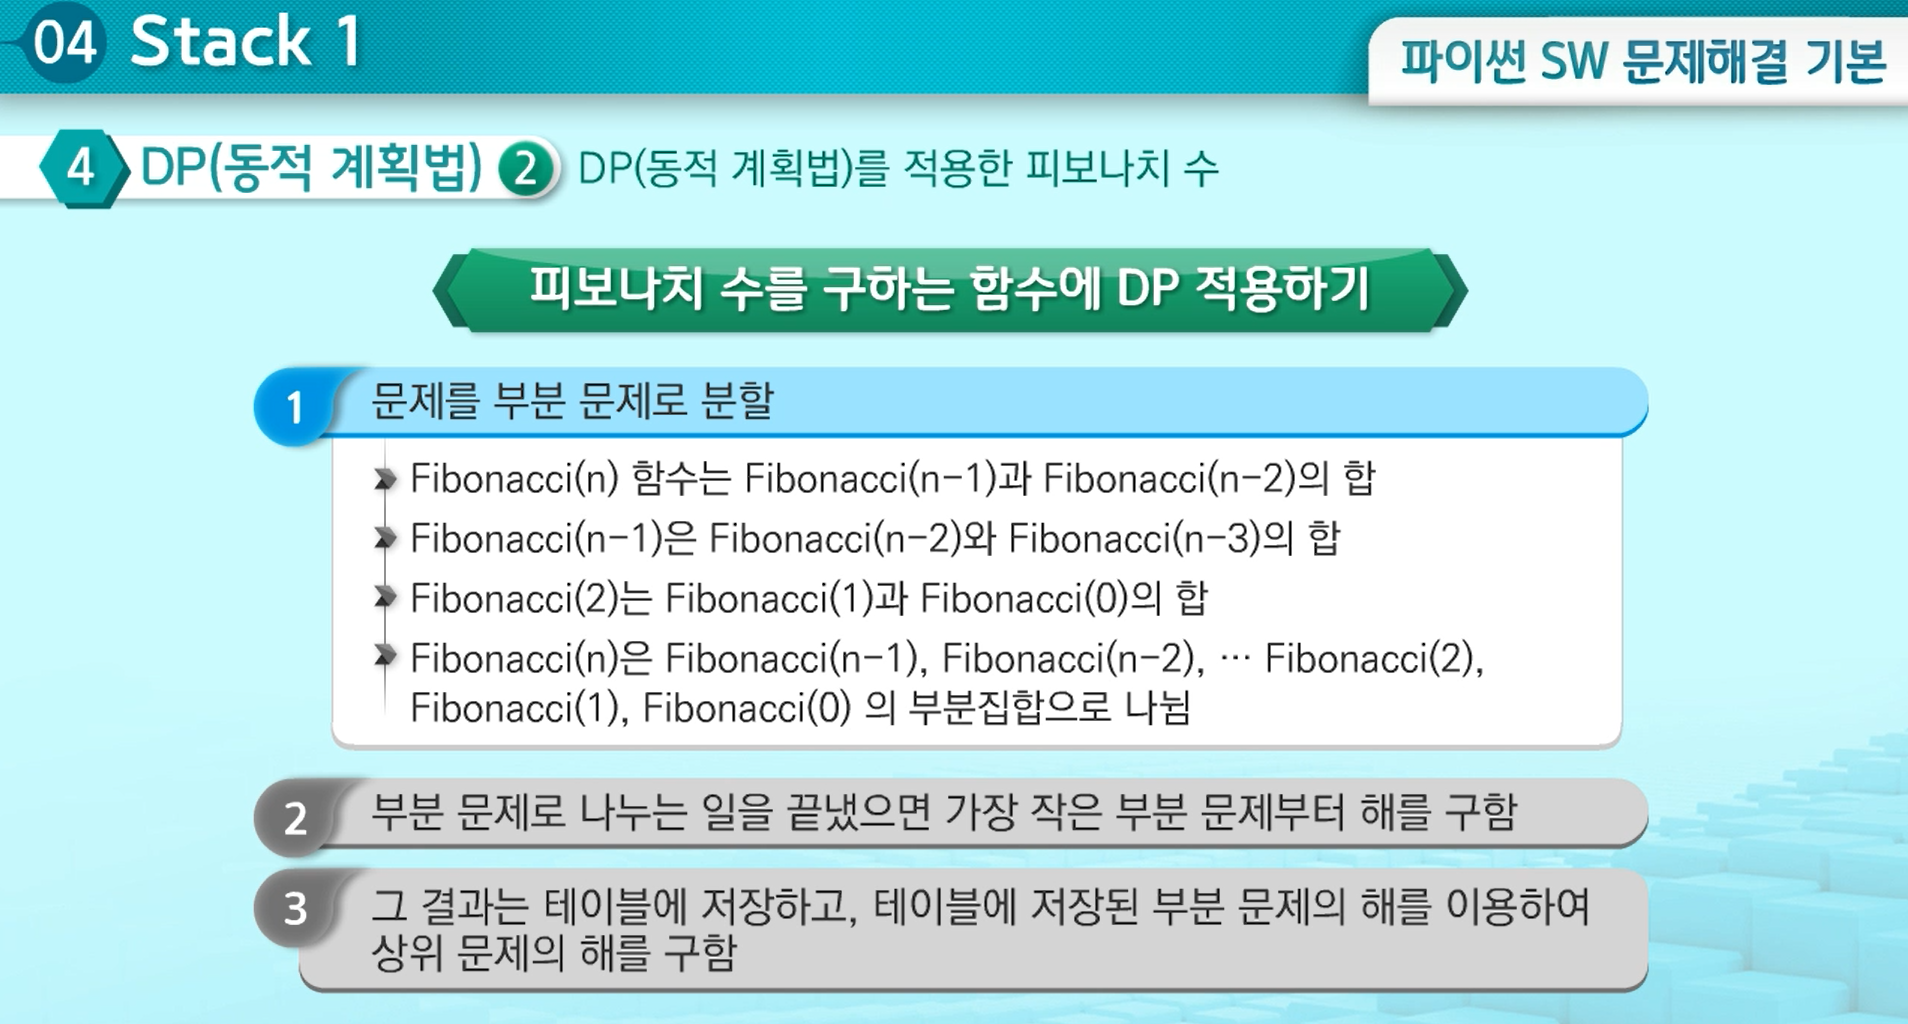 04 Stack 1
파이썬 SW 문제해결 기본
4 DP(동적 계획법) 2 DP(동적 계획법)를 적용한 피보나치 수
피보나치 수를 구하는 함수에 DP 적용하기
1 문제를 부분 문제로 분할
Fibonacci(n) 함수는 Fibonacci(n-1)과 Fibonacci(n-2)의 합
Fibonacci(n-1)은 Fibonacci(n-2)와 Fibonacci(n-3)의 합
Fibonacci(2)는 Fibonacci(1)과 Fibonacci(0)의 합
Fibonacci(n)은 Fibonacci(n-1), Fibonacci(n-2), ··· Fibonacci(2),
Fibonacci(1), Fibonacci(0) 의 부분집합으로 나뉨
2 부분 문제로 나누는 일을 끝냈으면 가장 작은 부분 문제부터 해를 구함
3 그 결과는 테이블에 저장하고, 테이블에 저장된 부분 문제의 해를 이용하여
상위 문제의 해를 구함